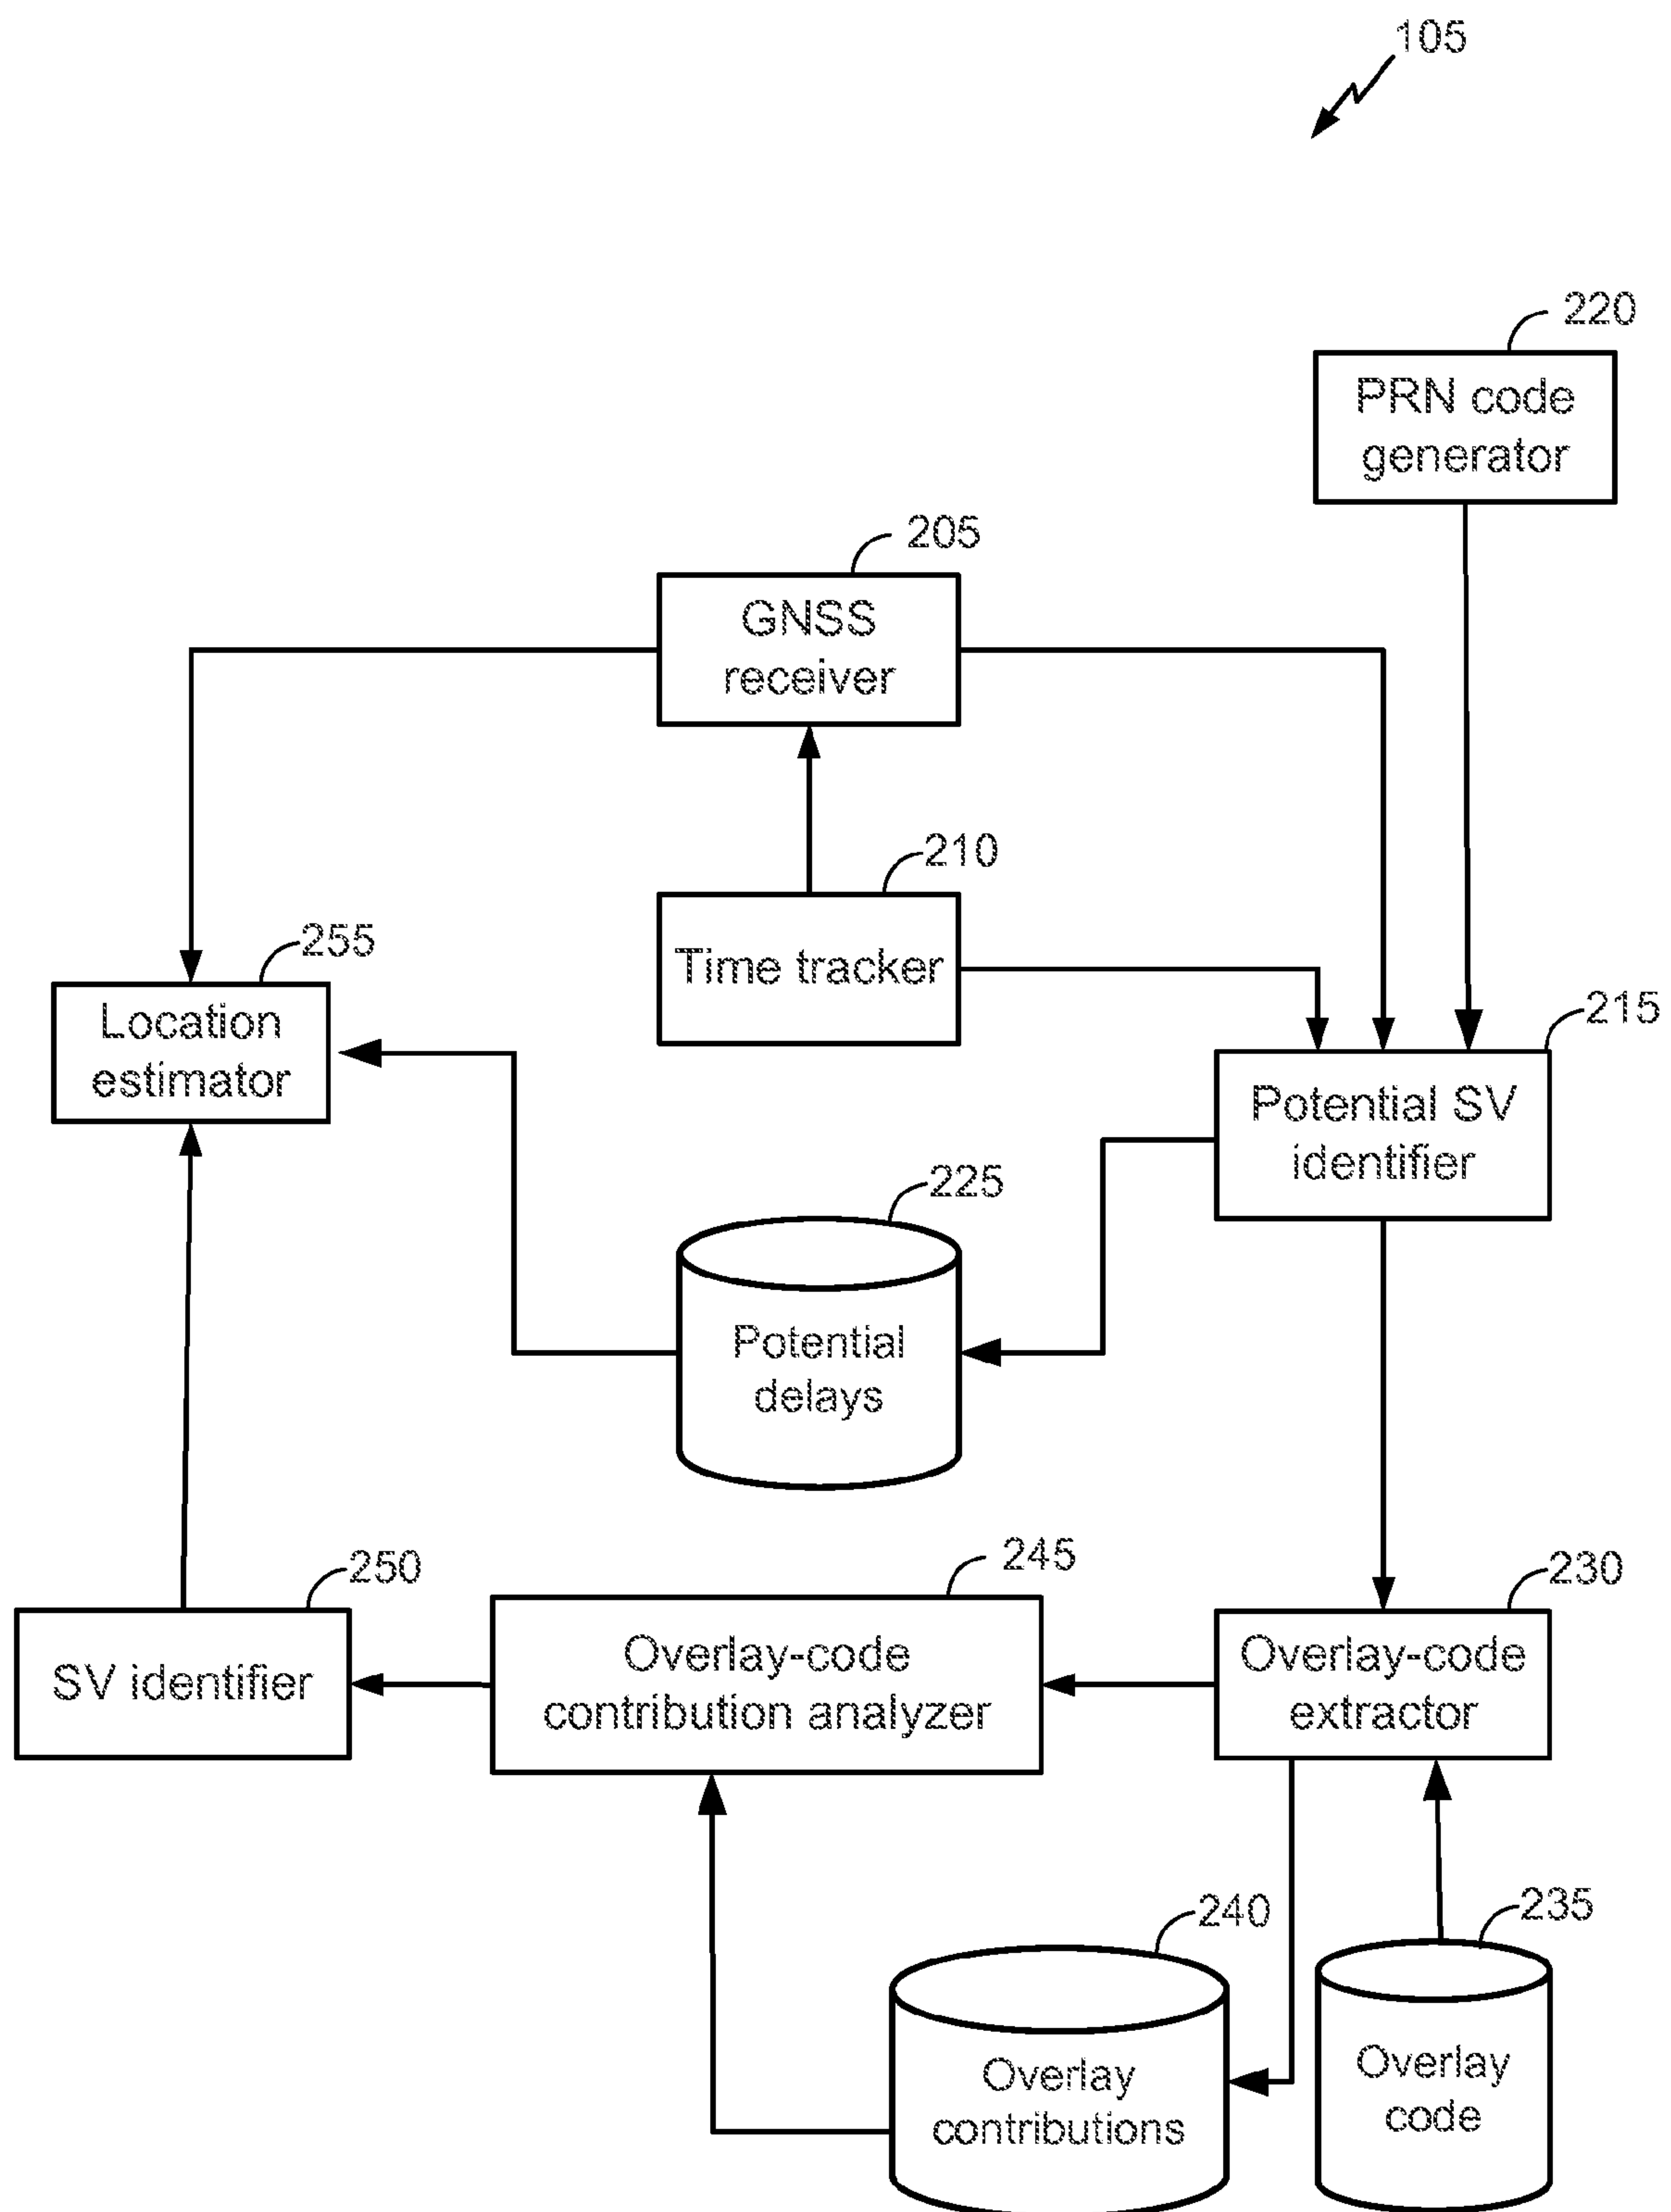 105
220
PRN code
generator
205
GNSS
receiver
210
Time tracker
255
Location
estimator
215
Potential SV
identifier
225
Potential
delays
250
SV identifier
245
Overlay-code
contribution analyzer
230
Overlay-code
extractor
240
Overlay
contributions
235
Overlay
code